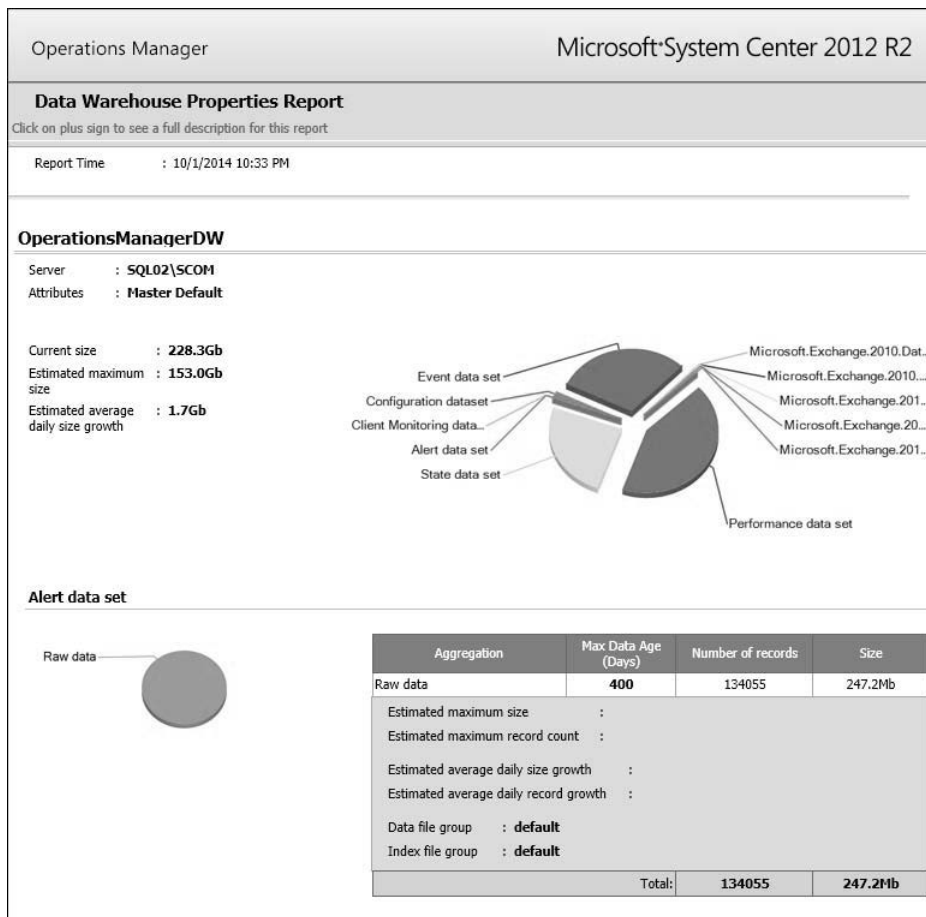 Operations Manager
Microsoft System Center 2012 R2
Data Warehouse Properties Report
Click on plus sign to see a full description for this report
Report Time : 10/1/2014 10:33 PM
OperationsManagerDW
Server : SQL02\SCOM
Attributes : Master Default
Current size : 228.3Gb
Estimated maximum : 153.0Gb
size
Estimated average : 1.7Gb
daily size growth
Event data set
Configuration dataset
Client Monitoring data...
Alert data set
State data set
Microsoft.Exchange.2010.Dat..
Microsoft.Exchange.2010....
Microsoft.Exchange.201..
Microsoft.Exchange.20...
Microsoft.Exchange.201..
Performance data set
Alert data set
Raw data
Aggregation Max Data Age (Days) Number of records Size
Raw data 400 134055 247.2Mb
Estimated maximum size :
Estimated maximum record count :
Estimated average daily size growth :
Estimated average daily record growth :
Data file group : default
Index file group : default
Total: 134055 247.2Mb